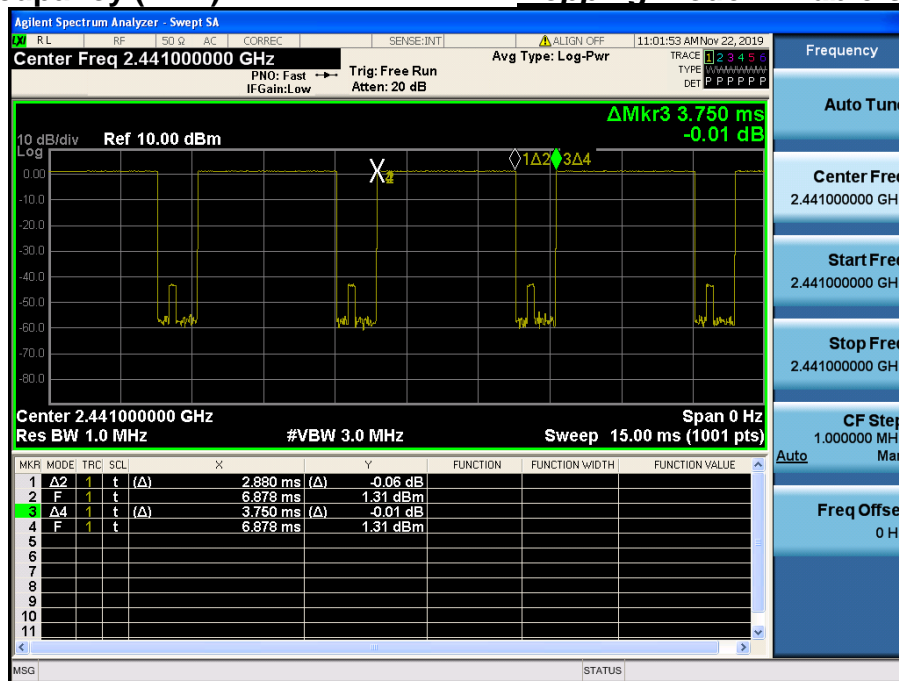 Agilent Spectrum Analyzer - Swept SA
LXI RL RF 50 Ω AC CORREC SENSE:INT ALIGN OFF 11:01:53 AM Nov 22, 2019
Center Freq 2.441000000 GHz Avg Type: Log-Pwr TRACE 1 2 3 4 5 6
PNO: Fast Trig: Free Run TYPE WWWWWW
IFGain:Low Atten: 20 dB DET P P P P P P
Frequency
ΔMkr3 3.750 ms
-0.01 dB
10 dB/div Ref 10.00 dBm
Log
1Δ2 3Δ4
X
0.00
-10.0
-20.0
-30.0
-40.0
-50.0
-60.0
-70.0
-80.0
Center 2.441000000 GHz Span 0 Hz
Res BW 1.0 MHz #VBW 3.0 MHz Sweep 15.00 ms (1001 pts)
MKR MODE TRC SCL X Y FUNCTION FUNCTION WIDTH FUNCTION VALUE
1 Δ2 1 t (Δ) 2.880 ms (Δ) -0.06 dB
2 F 1 t 6.878 ms 1.31 dBm
3 Δ4 1 t (Δ) 3.750 ms (Δ) -0.01 dB
4 F 1 t 6.878 ms 1.31 dBm
5
6
7
8
9
10
11
MSG STATUS
Auto Tune
Center Freq
2.441000000 GH
Start Freq
2.441000000 GH
Stop Freq
2.441000000 GH
CF Step
1.000000 MH
Auto Man
Freq Offse
0 H